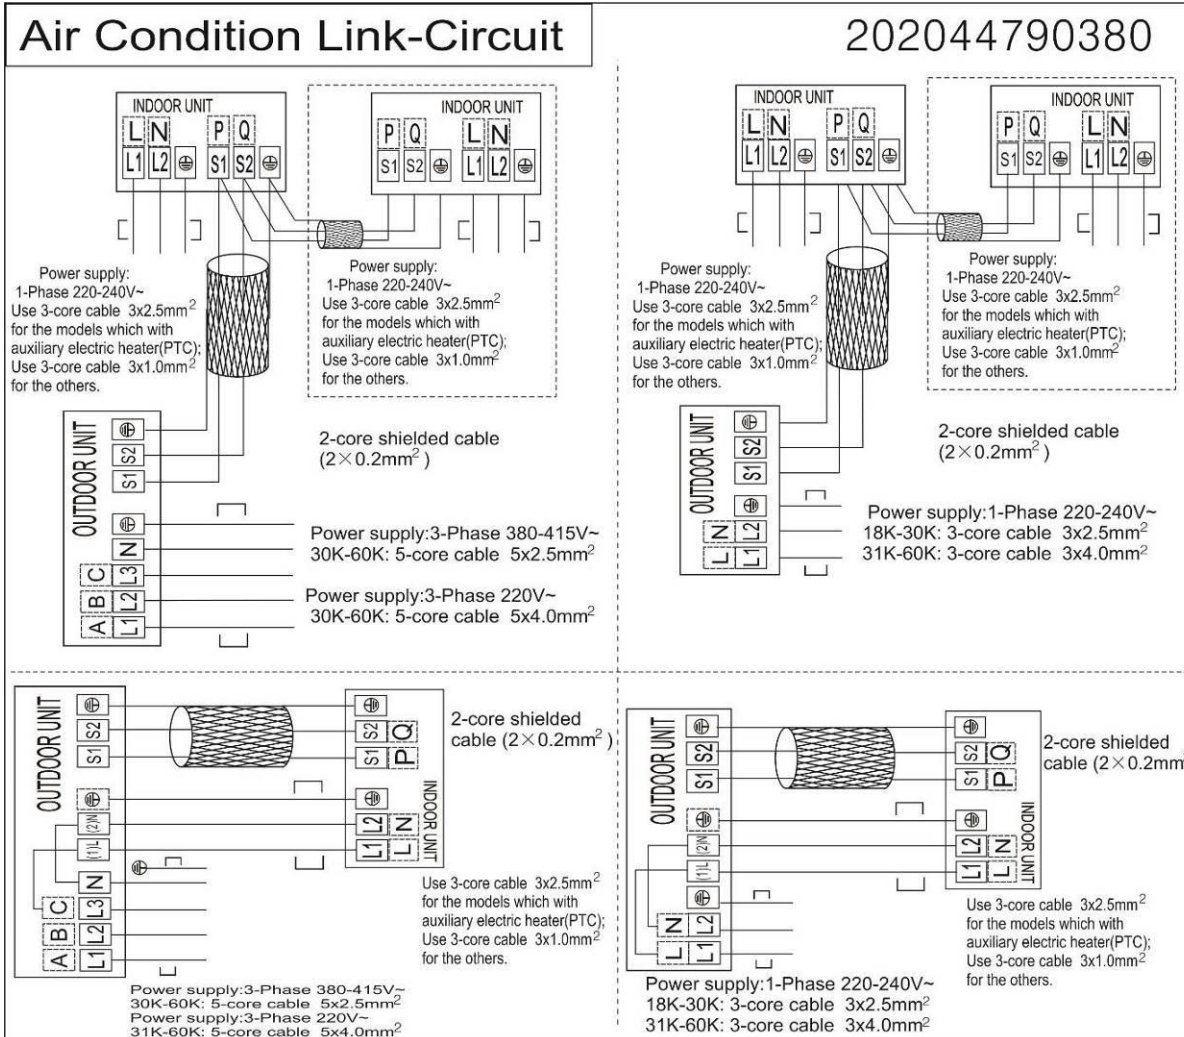 Air Condition Link-Circuit
202044790380
INDOOR UNIT
L N P Q
L1 L2 S1 S2
INDOOR UNIT
P Q L N
S1 S2 L1 L2
Power supply:
1-Phase 220-240V~
Use 3-core cable 3x2.5mm²
for the models which with
auxiliary electric heater(PTC);
Use 3-core cable 3x1.0mm²
for the others.
Power supply:
1-Phase 220-240V~
Use 3-core cable 3x2.5mm²
for the models which with
auxiliary electric heater(PTC);
Use 3-core cable 3x1.0mm²
for the others.
OUTDOOR UNIT
S2
S1
N
C L3
B L2
A L1
2-core shielded cable
(2×0.2mm²)
Power supply:3-Phase 380-415V~
30K-60K: 5-core cable 5x2.5mm²
Power supply:3-Phase 220V~
30K-60K: 5-core cable 5x4.0mm²
INDOOR UNIT
L N P Q
L1 L2 S1 S2
INDOOR UNIT
P Q L N
S1 S2 L1 L2
Power supply:
1-Phase 220-240V~
Use 3-core cable 3x2.5mm²
for the models which with
auxiliary electric heater(PTC);
Use 3-core cable 3x1.0mm²
for the others.
Power supply:
1-Phase 220-240V~
Use 3-core cable 3x2.5mm²
for the models which with
auxiliary electric heater(PTC);
Use 3-core cable 3x1.0mm²
for the others.
OUTDOOR UNIT
S2
S1
N L2
L L1
2-core shielded cable
(2×0.2mm²)
Power supply:1-Phase 220-240V~
18K-30K: 3-core cable 3x2.5mm²
31K-60K: 3-core cable 3x4.0mm²
OUTDOOR UNIT
S2
S1
(2)N
(1)L
N
C L3
B L2
A L1
S2 Q
S1 P
L2 N
L1 L
INDOOR UNIT
2-core shielded
cable (2×0.2mm²)
Use 3-core cable 3x2.5mm²
for the models which with
auxiliary electric heater(PTC);
Use 3-core cable 3x1.0mm²
for the others.
Power supply:3-Phase 380-415V~
30K-60K: 5-core cable 5x2.5mm²
Power supply:3-Phase 220V~
31K-60K: 5-core cable 5x4.0mm²
OUTDOOR UNIT
S2
S1
(2)N
(1)L
N L2
L L1
S2 Q
S1 P
L2 N
L1 L
INDOOR UNIT
2-core shielded
cable (2×0.2mm
Use 3-core cable 3x2.5mm²
for the models which with
auxiliary electric heater(PTC);
Use 3-core cable 3x1.0mm²
for the others.
Power supply:1-Phase 220-240V~
18K-30K: 3-core cable 3x2.5mm²
31K-60K: 3-core cable 3x4.0mm²